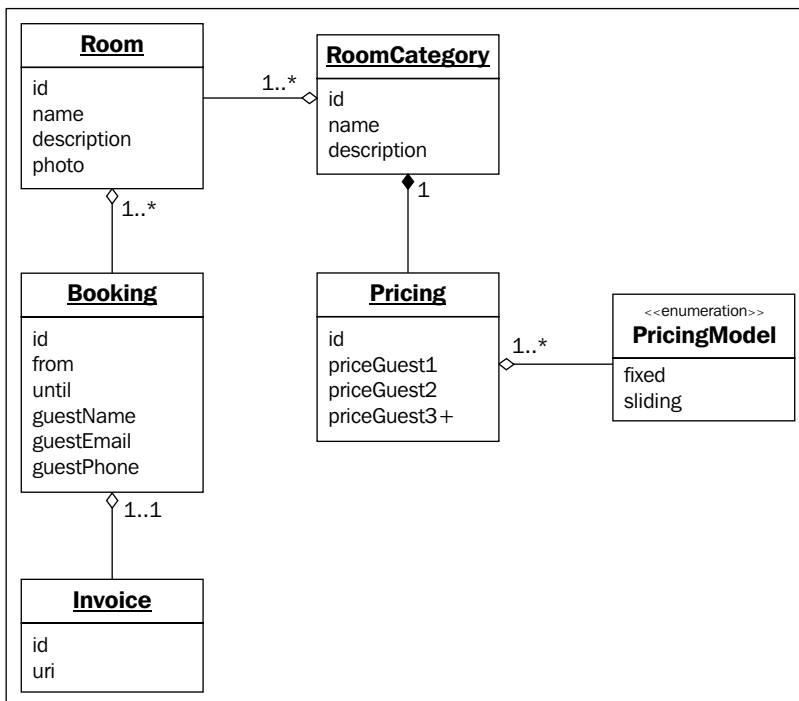 Room
id
name
description
photo
1..*
RoomCategory
id
name
description
1..*
1
Booking
id
from
until
guestName
guestEmail
guestPhone
1..1
Pricing
id
priceGuest1
priceGuest2
priceGuest3+
1..*
<<enumeration>>
PricingModel
fixed
sliding
Invoice
id
uri